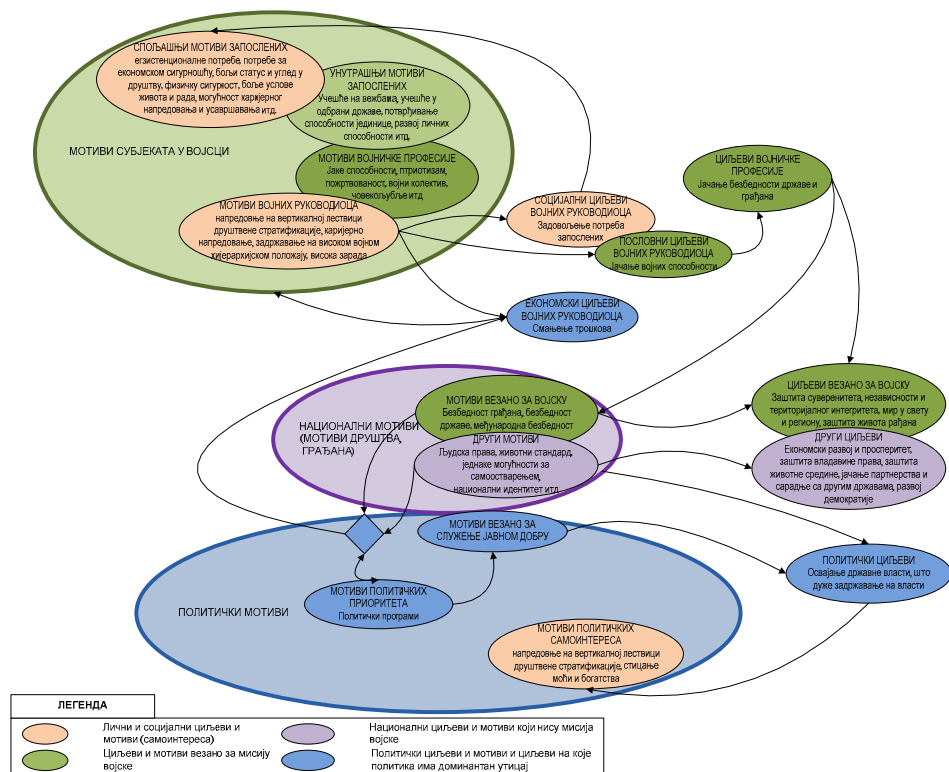 СПОЉАШЊИ МОТИВИ ЗАПОСЛЕНИХ
егзистенционалне потребе, потребе за
економском сигурношћу, бољи статус и углед у
друштву, физичку сигурност, боље услове
живота и рада, могућност каријерног
напредовања и усавршавања итд.
УНУТРАШЊИ МОТИВИ
ЗАПОСЛЕНИХ
Учешће на вежбама, учешће у
одбрани државе, потврђивање
способности јединице, развој личних
способности итд.
МОТИВИ СУБЈЕКАТА У ВОЈСЦИ
МОТИВИ ВОЈНИЧКЕ ПРОФЕСИЈЕ
Јаке способности, птриотизам,
пожртвованост, војни колектив,
човекољубље итд
МОТИВИ ВОЈНИХ РУКОВОДИОЦА
напредовње на вертикалној лествици
друштвене стратификације, каријерно
напредовање, задржавање на високом војном
хијерархијском положају, висока зарада.
СОЦИЈАЛНИ ЦИЉЕВИ
ВОЈНИХ РУКОВОДИОЦА
Задовољење потреба
запослених
ПОСЛОВНИ ЦИЉЕВИ
ВОЈНИХ РУКОВОДИОЦА
Јачање војних способности
ЦИЉЕВИ ВОЈНИЧКЕ
ПРОФЕСИЈЕ
Јачање безбедности државе и
грађана
ЕКОНОМСКИ ЦИЉЕВИ
ВОЈНИХ РУКОВОДИОЦА
Смањење трошкова
НАЦИОНАЛНИ МОТИВИ
(МОТИВИ ДРУШТВА,
ГРАЂАНА)
МОТИВИ ВЕЗАНО ЗА ВОЈСКУ
Безбедност грађана, безбедност
државе, међународна безбедност
ДРУГИ МОТИВИ
Људска права, животни стандард,
једнаке могућности за
самоостварењем,
национални идентитет итд.
ЦИЉЕВИ ВЕЗАНО ЗА ВОЈСКУ
Заштита суверенитета, независности и
територијалног интегритета, мир у свету
и региону, заштита живота рађана
ДРУГИ ЦИЉЕВИ
Економски развој и просперитет,
заштита владавине права, заштита
животне средине, јачање партнерства и
сарадње са другим државама, развој
демократије
МОТИВИ ВЕЗАНО ЗА
СЛУЖЕЊЕ ЈАВНОМ ДОБРУ
ПОЛИТИЧКИ ЦИЉЕВИ
Освајање државне власти, што
дуже задржавање на власти
ПОЛИТИЧКИ МОТИВИ
МОТИВИ ПОЛИТИЧКИХ
ПРИОРИТЕТА
Политички програми
МОТИВИ ПОЛИТИЧКИХ
САМОИНТЕРЕСА
напредовње на вертикалној лествици
друштвене стратификације, стицање
моћи и богатства
ЛЕГЕНДА
Лични и социјални циљеви и
мотиви (самоинтереса)
Циљеви и мотиви везано за мисију
војске
Национални циљеви и мотиви који нису мисија
војске
Политички циљеви и мотиви и циљеви на које
политика има доминантан утицај